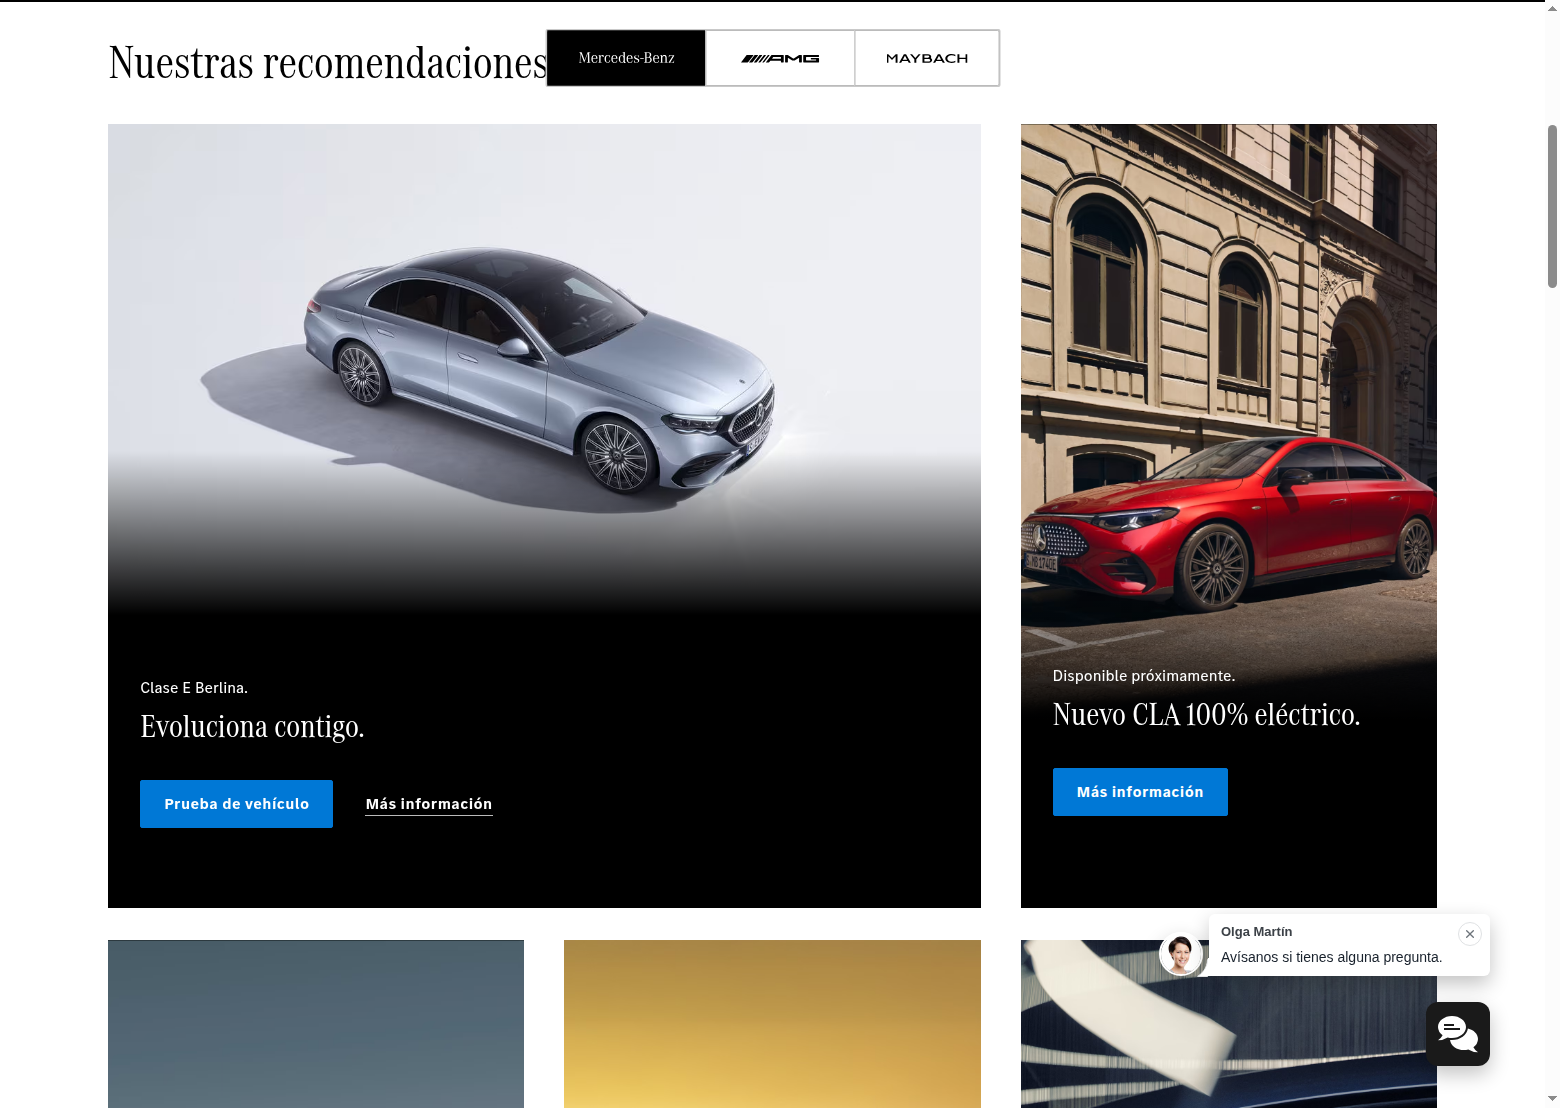 Nuestras recomendaciones
Mercedes-Benz
AMG
MAYBACH
Clase E Berlina.
Evoluciona contigo.
Prueba de vehículo
Más información
Disponible próximamente.
Nuevo CLA 100% eléctrico.
Más información
Olga Martín
Avísanos si tienes alguna pregunta.